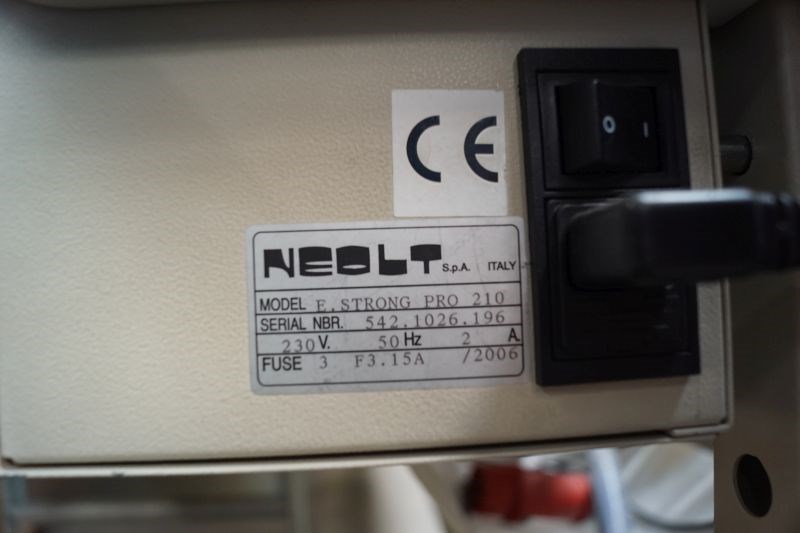 CE
O I
NEOLT S.p.A. ITALY
MODEL E.STRONG PRO 210
SERIAL NBR. 542.1026.196
230 V. 50 Hz 2 A.
FUSE 3 F3.15A /2006